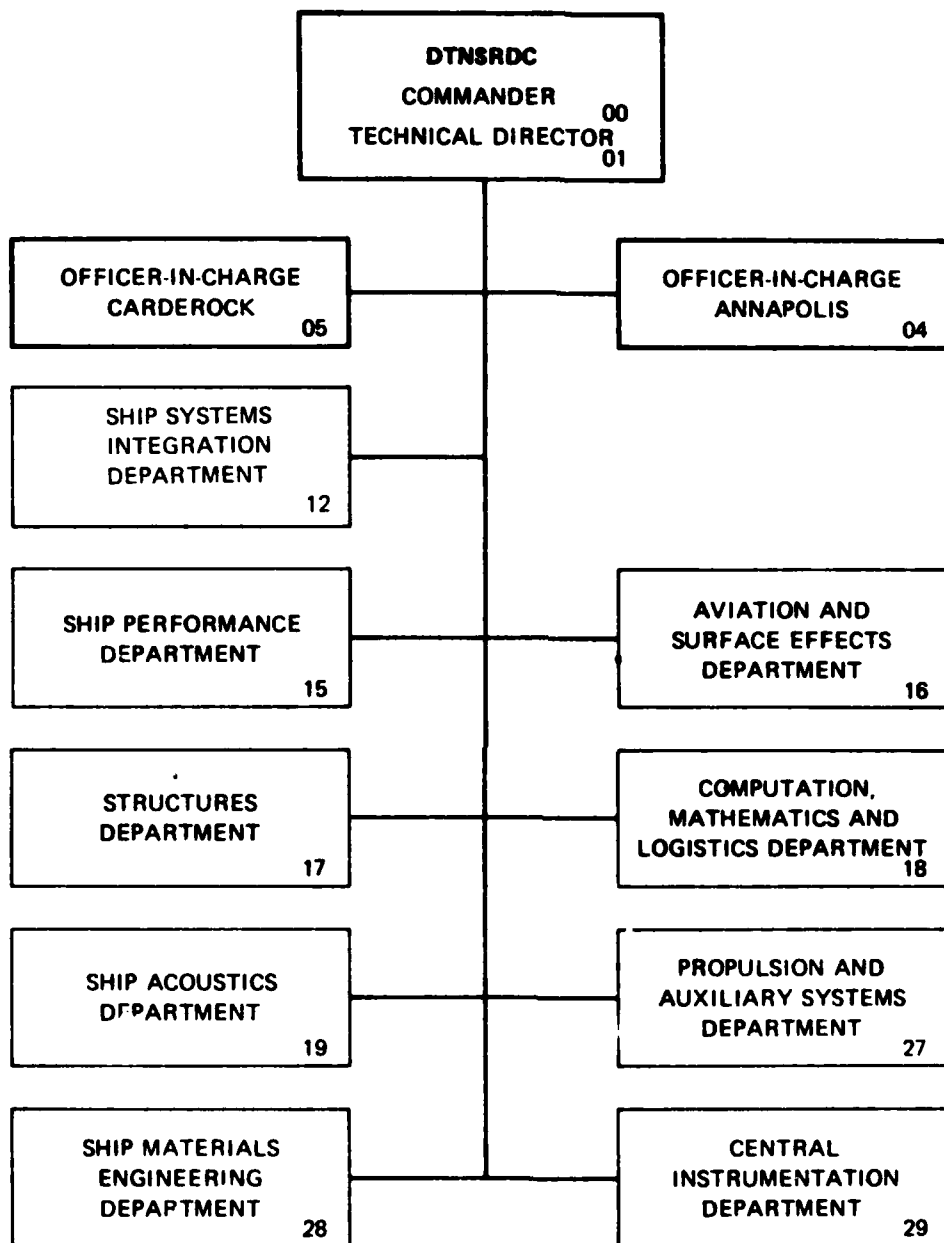 DTNSRDC
COMMANDER
00
TECHNICAL DIRECTOR
01
OFFICER-IN-CHARGE
CARDEROCK
05
OFFICER-IN-CHARGE
ANNAPOLIS
04
SHIP SYSTEMS
INTEGRATION
DEPARTMENT
12
SHIP PERFORMANCE
DEPARTMENT
15
AVIATION AND
SURFACE EFFECTS
DEPARTMENT
16
STRUCTURES
DEPARTMENT
17
COMPUTATION,
MATHEMATICS AND
LOGISTICS DEPARTMENT
18
SHIP ACOUSTICS
DEPARTMENT
19
PROPULSION AND
AUXILIARY SYSTEMS
DEPARTMENT
27
SHIP MATERIALS
ENGINEERING
DEPARTMENT
28
CENTRAL
INSTRUMENTATION
DEPARTMENT
29